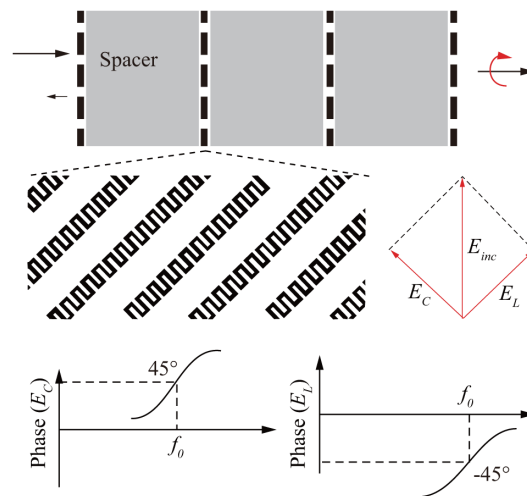 Spacer
E_inc
E_C
E_L
45°
Phase (E_C)
f_0
f_0
Phase (E_L)
-45°